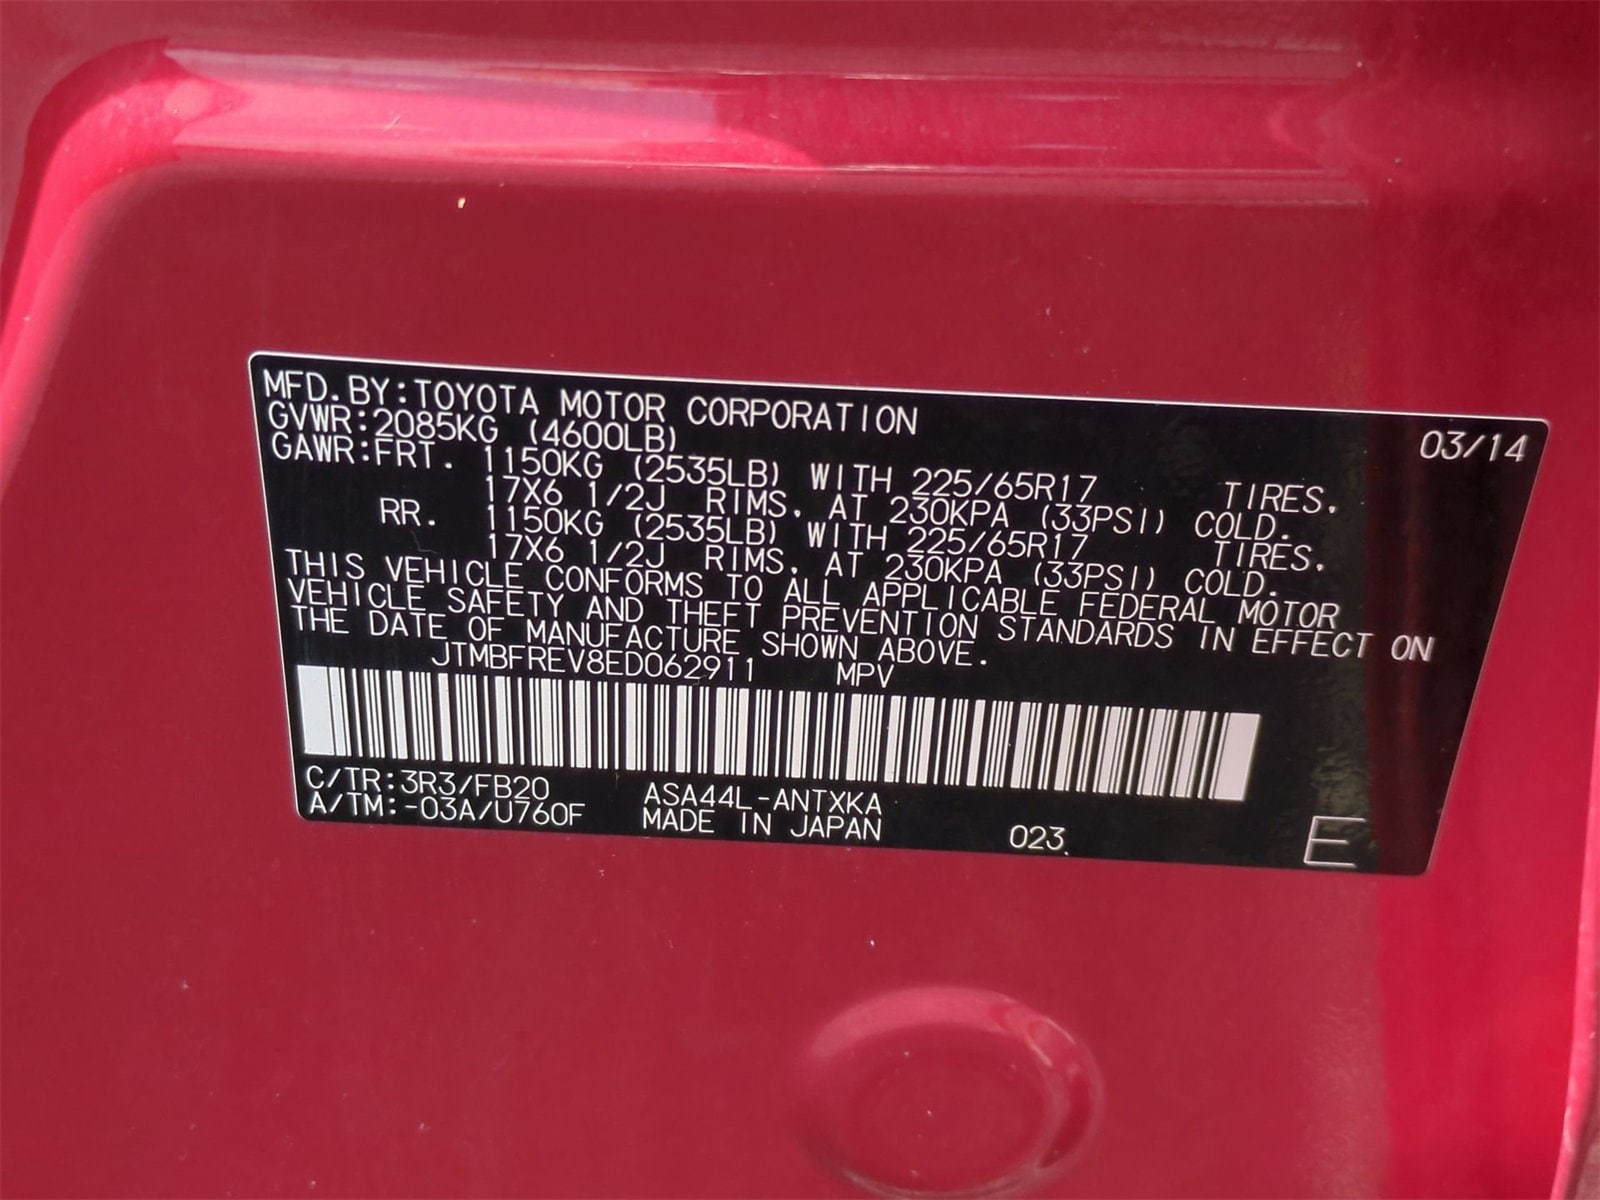 MFD.BY:TOYOTA MOTOR CORPORATION 03/14
GVWR:2085KG (4600LB)
GAWR:FRT. 1150KG (2535LB) WITH 225/65R17 TIRES,
17X6 1/2J RIMS, AT 230KPA (33PSI) COLD.
RR. 1150KG (2535LB) WITH 225/65R17 TIRES,
17X6 1/2J RIMS, AT 230KPA (33PSI) COLD.
THIS VEHICLE CONFORMS TO ALL APPLICABLE FEDERAL MOTOR
VEHICLE SAFETY AND THEFT PREVENTION STANDARDS IN EFFECT ON
THE DATE OF MANUFACTURE SHOWN ABOVE.
JTMBFREV8ED062911 MPV
C/TR:3R3/FB20 ASA44L-ANTXKA
A/TM:-03A/U760F MADE IN JAPAN 023 E